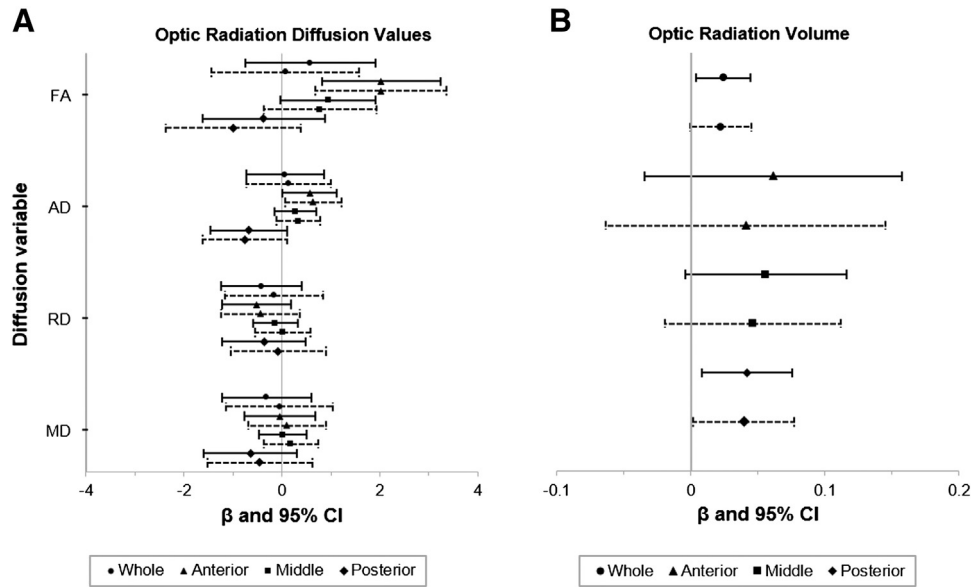 A
Optic Radiation Diffusion Values
Diffusion variable
FA
AD
RD
MD
−4 −2 0 2 4
β and 95% CI
Whole Anterior Middle Posterior
B
Optic Radiation Volume
-0.1 0 0.1 0.2
β and 95% CI
Whole Anterior Middle Posterior